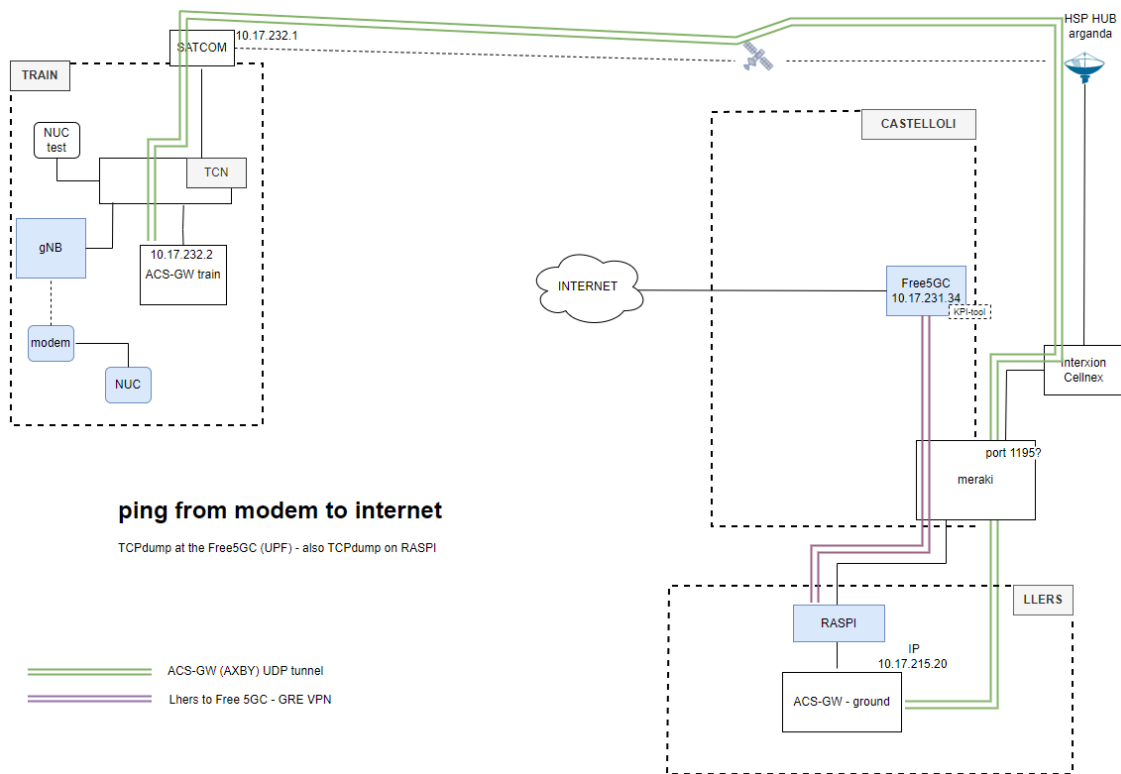 HSP HUB
arganda
10.17.232.1
SATCOM
TRAIN
NUC
test
CASTELLOLI
TCN
gNB
10.17.232.2
ACS-GW train
INTERNET
Free5GC
10.17.231.34
KPI-tool
modem
NUC
Interxion
Cellnex
port 1195?
meraki
ping from modem to internet
TCPdump at the Free5GC (UPF) - also TCPdump on RASPI
LLERS
RASPI
IP
10.17.215.20
ACS-GW (AXBY) UDP tunnel
Lhers to Free 5GC - GRE VPN
ACS-GW - ground